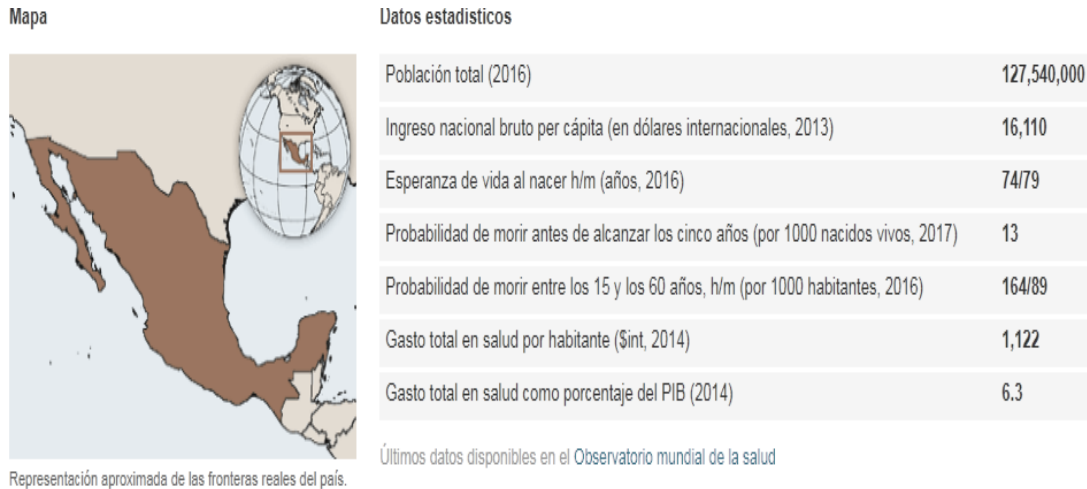 Mapa
Datos estadísticos
Población total (2016) 127,540,000
Ingreso nacional bruto per cápita (en dólares internacionales, 2013) 16,110
Esperanza de vida al nacer h/m (años, 2016) 74/79
Probabilidad de morir antes de alcanzar los cinco años (por 1000 nacidos vivos, 2017) 13
Probabilidad de morir entre los 15 y los 60 años, h/m (por 1000 habitantes, 2016) 164/89
Gasto total en salud por habitante ($int, 2014) 1,122
Gasto total en salud como porcentaje del PIB (2014) 6.3
Últimos datos disponibles en el Observatorio mundial de la salud
Representación aproximada de las fronteras reales del país.